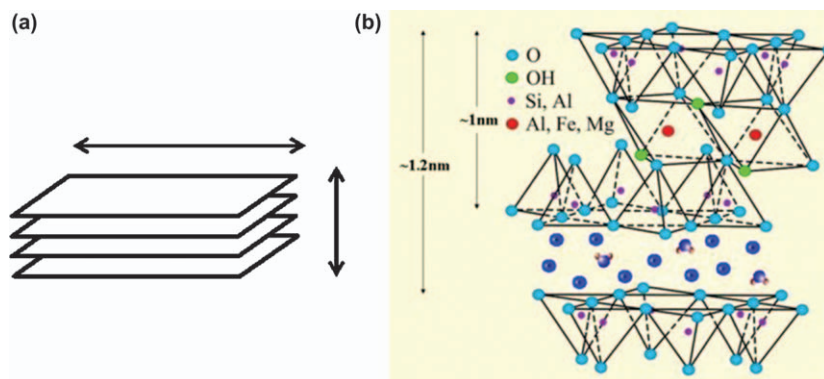 (a)
(b)
O
OH
Si, Al
Al, Fe, Mg
~1nm
~1.2nm